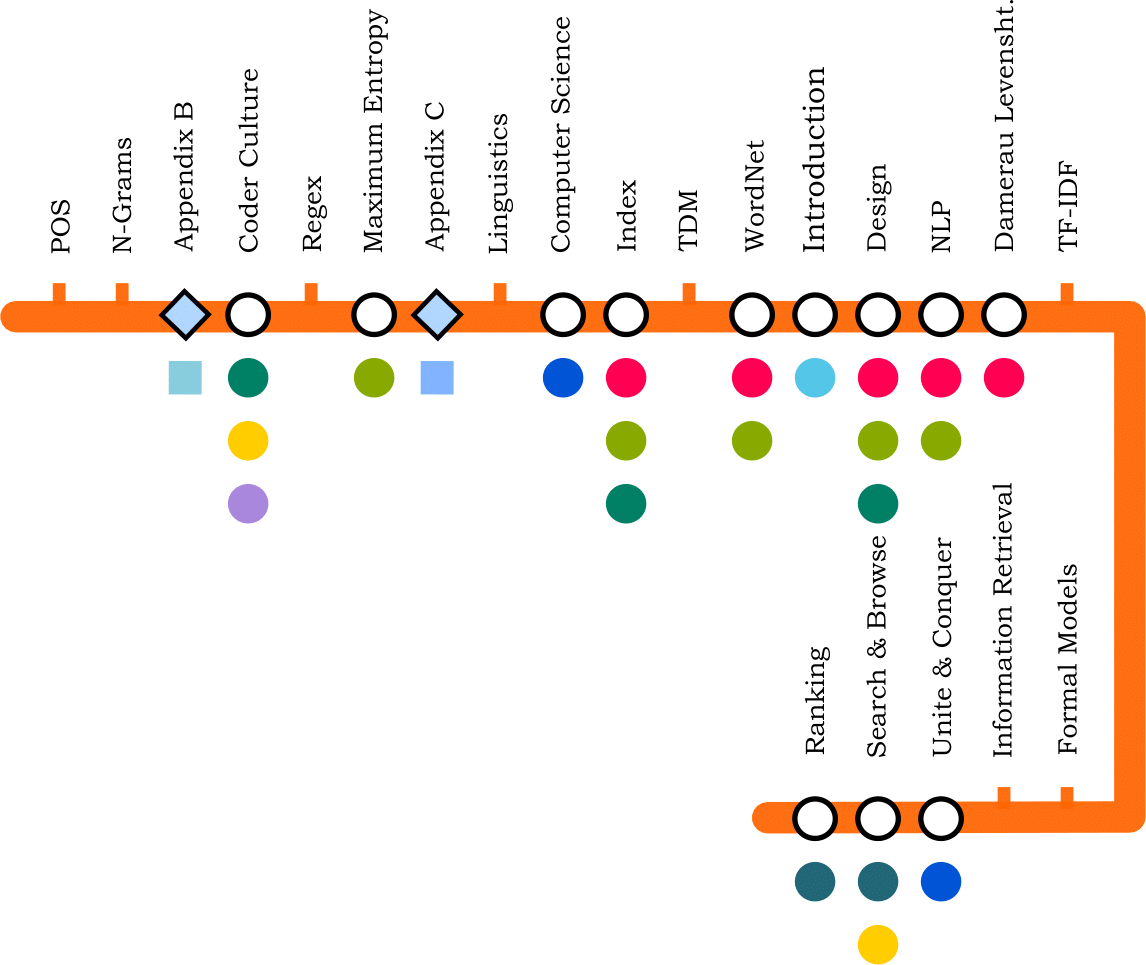 POS
N-Grams
Appendix B
Coder Culture
Regex
Maximum Entropy
Appendix C
Linguistics
Computer Science
Index
TDM
WordNet
Introduction
Design
NLP
Damerau Levensht.
TF-IDF
Ranking
Search & Browse
Unite & Conquer
Information Retrieval
Formal Models